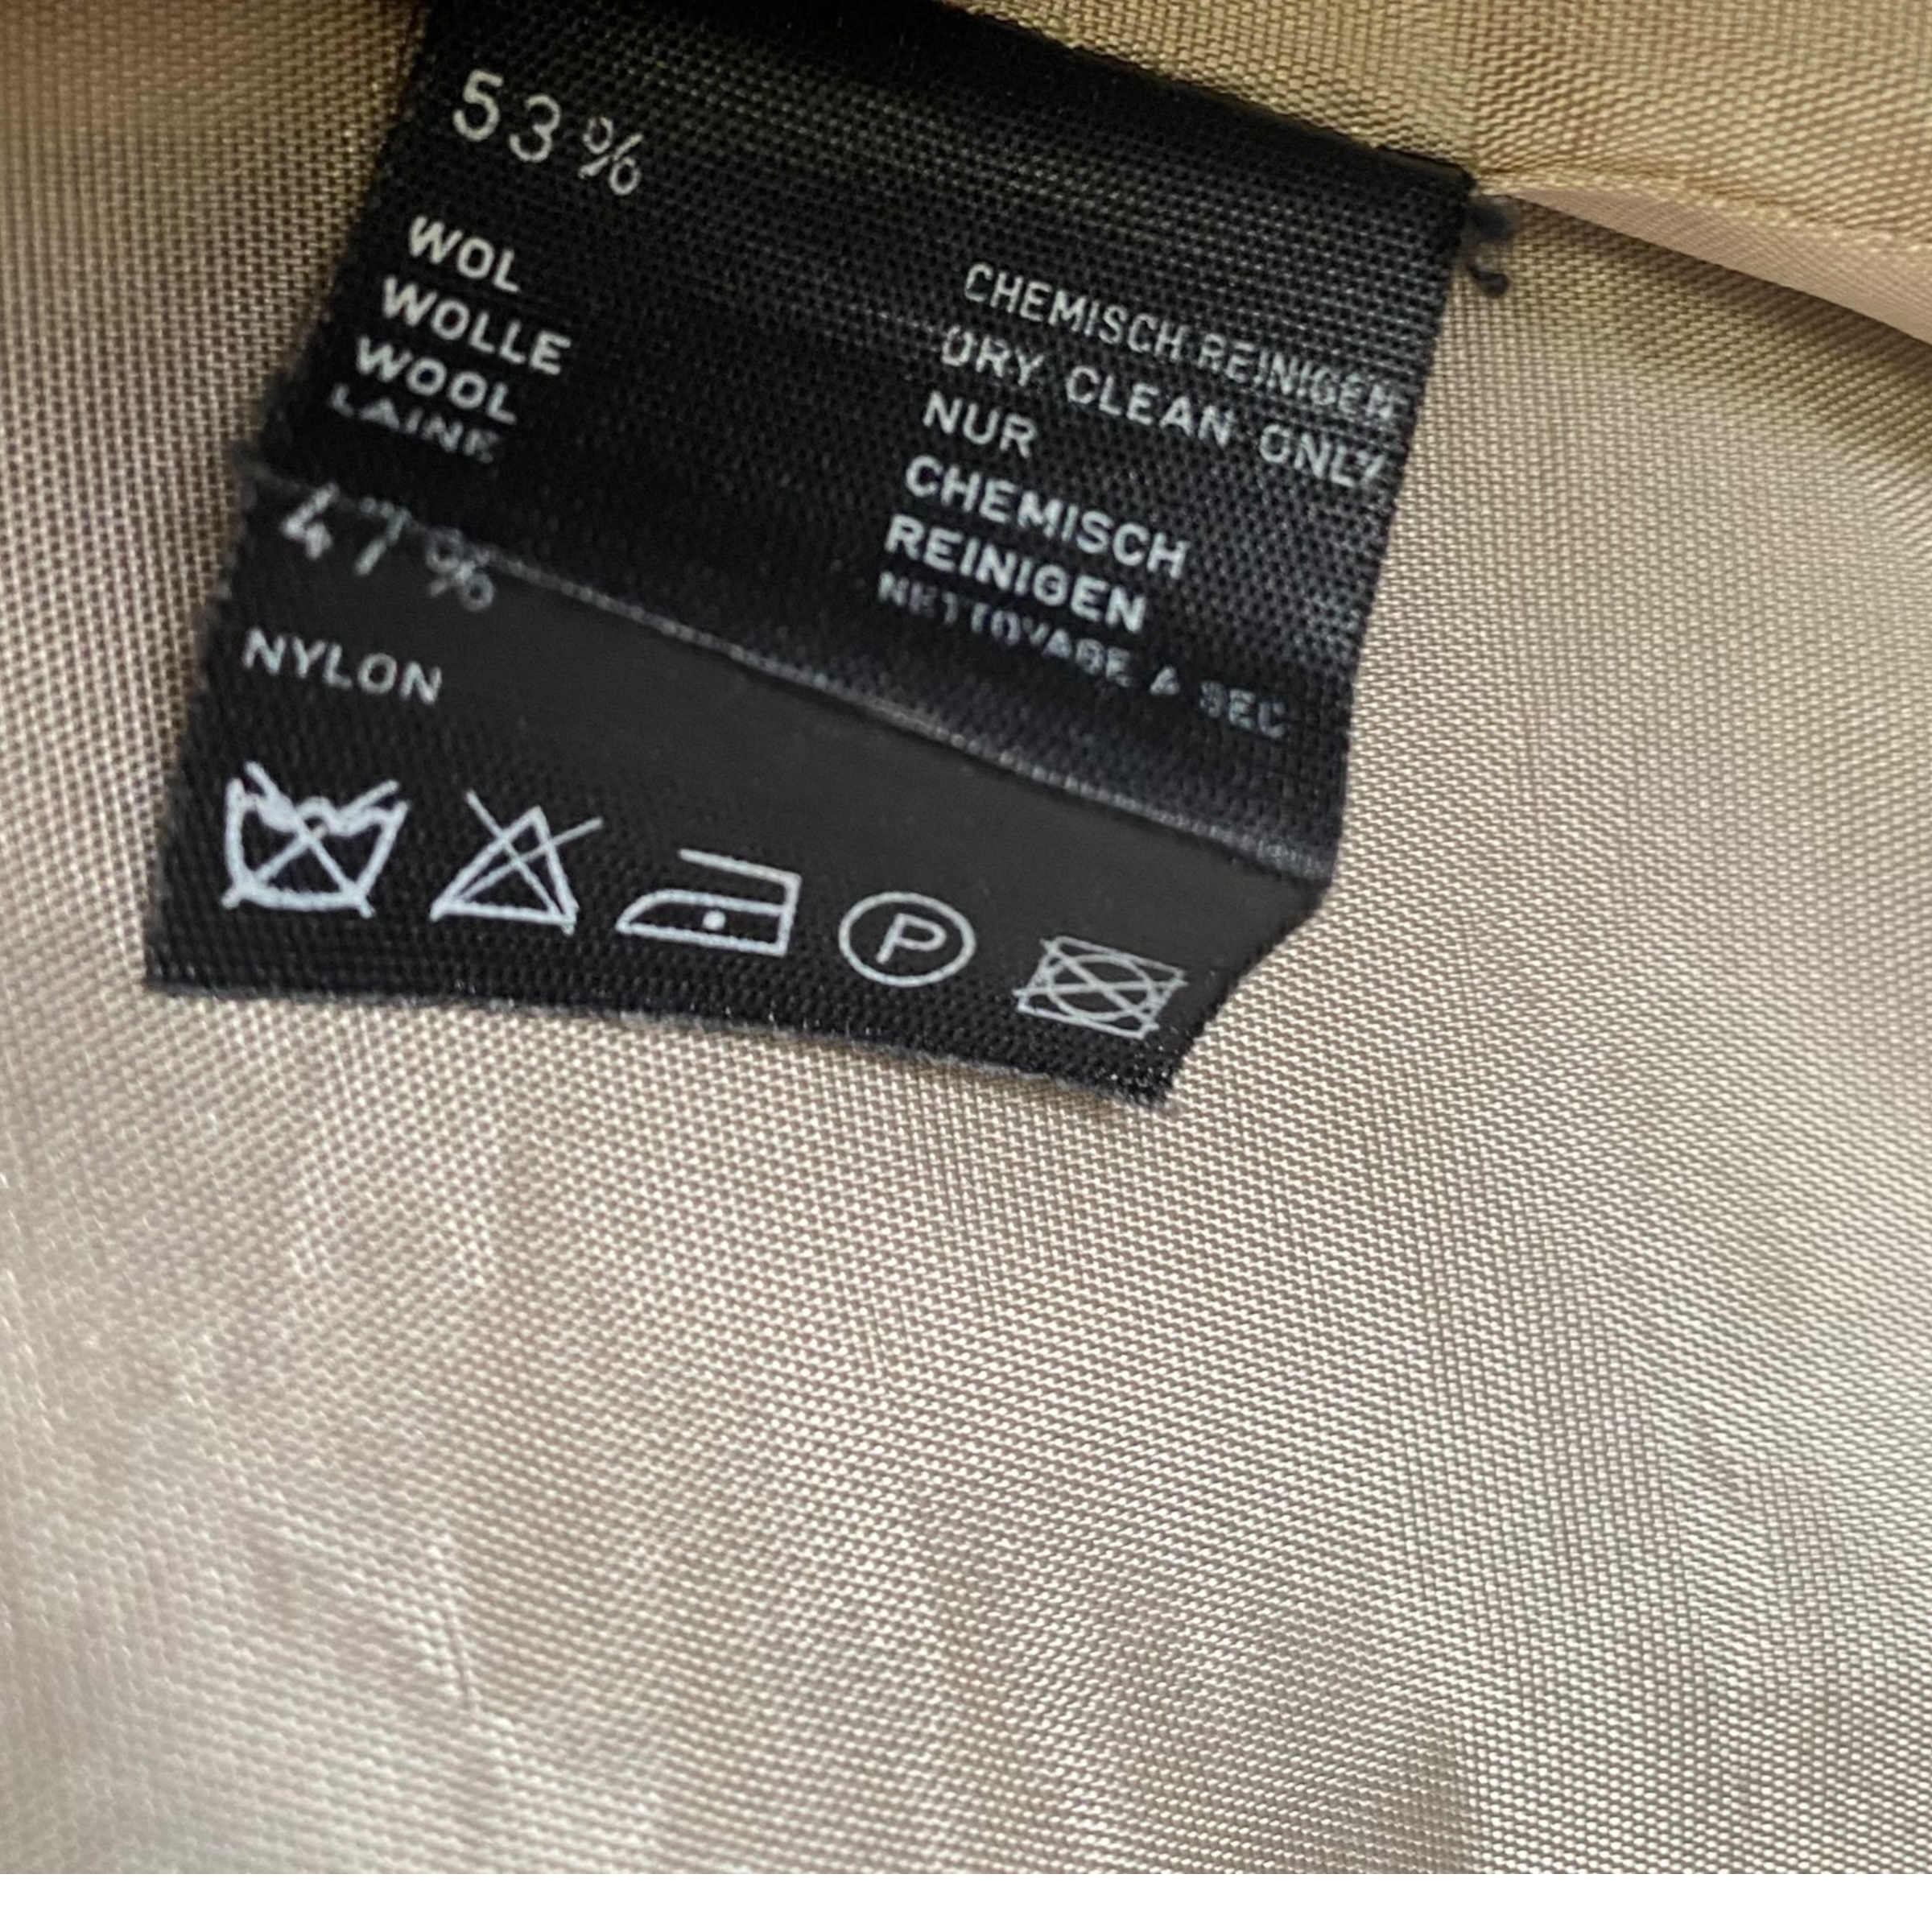 53%
WOL
WOLLE
WOOL
LAINE
47%
NYLON
CHEMISCH REINIGEN
DRY CLEAN ONLY
NUR
CHEMISCH
REINIGEN
NETTOYAGE A SEC
P